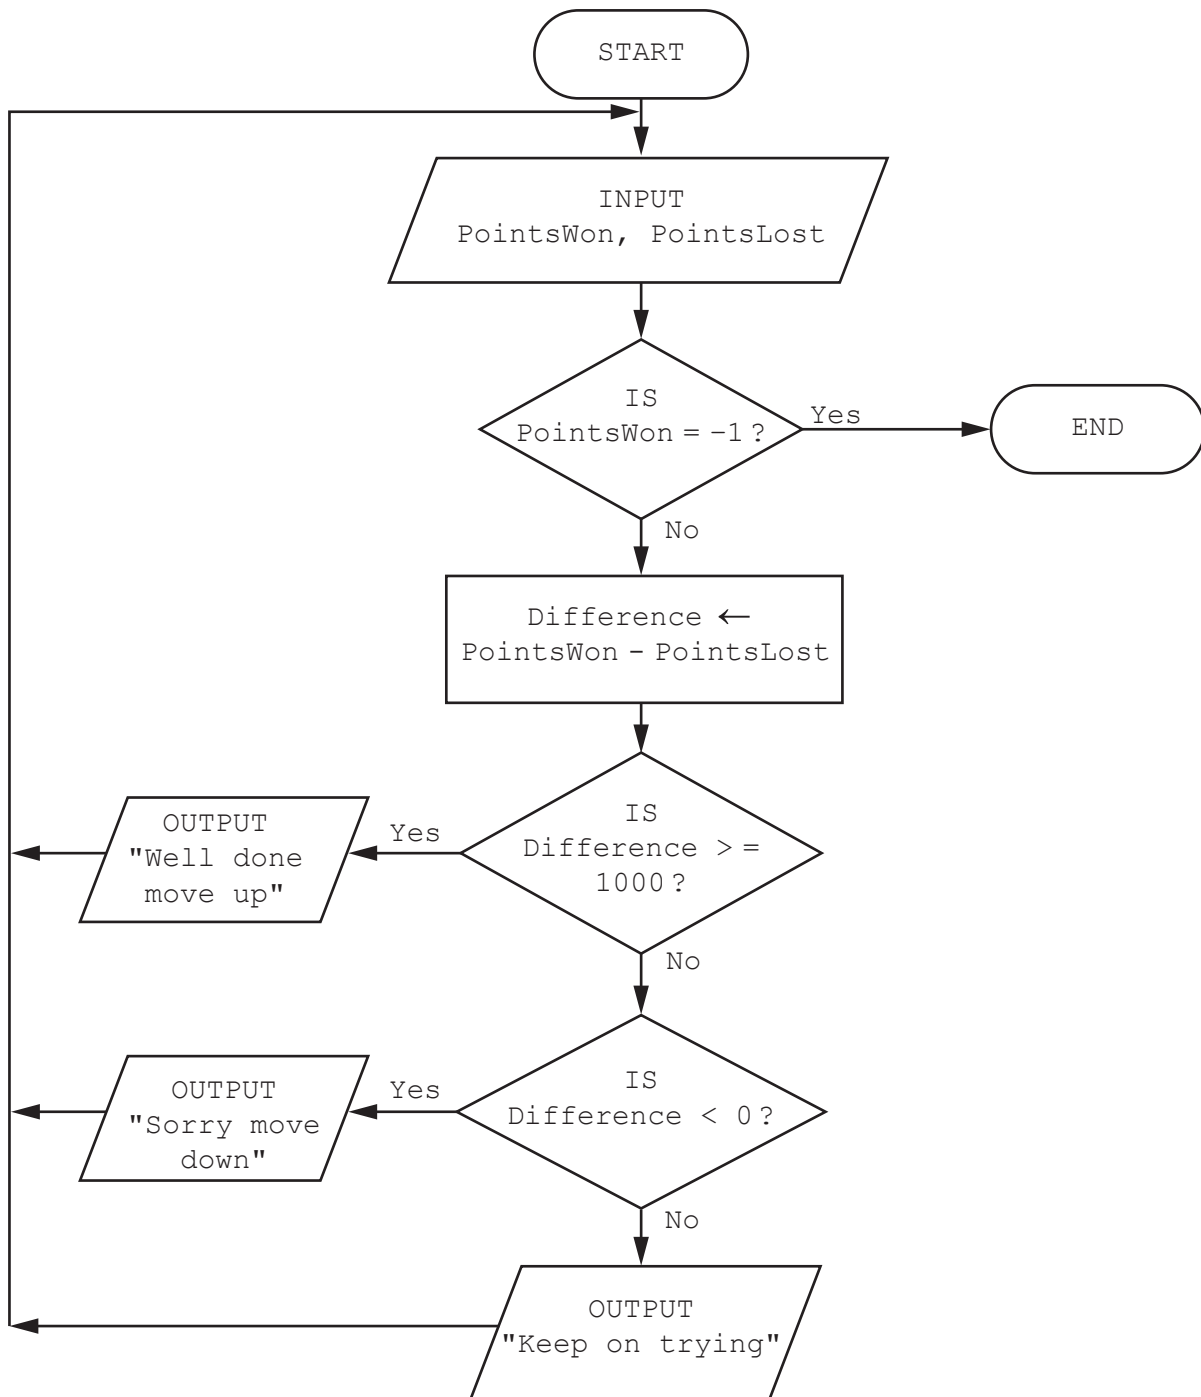 START
INPUT
PointsWon, PointsLost
IS
PointsWon = −1 ?
Yes
END
No
Difference ←
PointsWon − PointsLost
IS
Difference > =
1000 ?
Yes
OUTPUT
"Well done
move up"
No
IS
Difference < 0 ?
Yes
OUTPUT
"Sorry move
down"
No
OUTPUT
"Keep on trying"